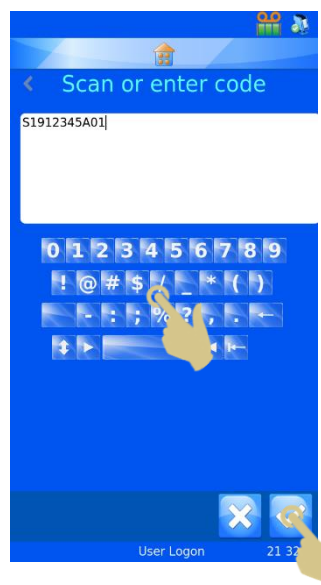 Scan or enter code
S1912345A01
0 1 2 3 4 5 6 7 8 9
! @ # $ / _ * ( )
- : ; % ? , . ←
User Logon
21 32